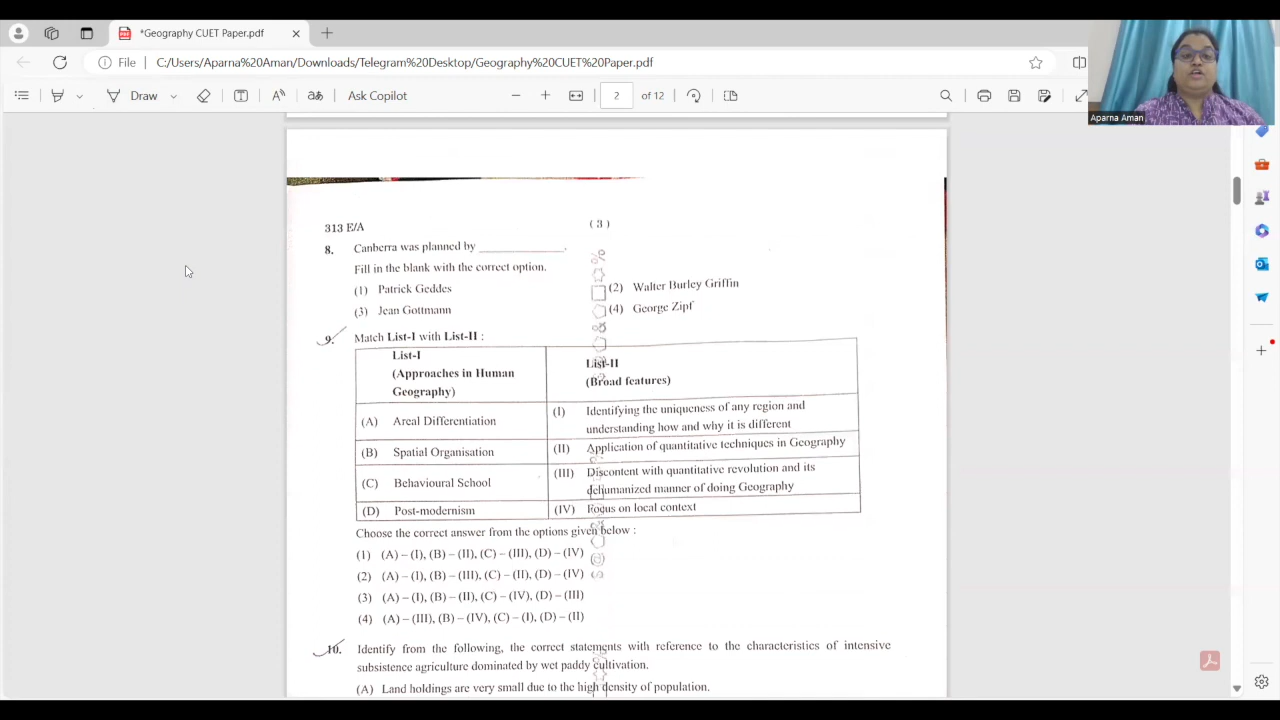 *Geography CUET Paper.pdf
File
C:/Users/Aparna%20Aman/Downloads/Telegram%20Desktop/Geography%20CUET%20Paper.pdf
Draw
Ask Copilot
2 of 12
Aparna Aman
313 E/A
( 3 )
8. Canberra was planned by ____________.
Fill in the blank with the correct option.
(1) Patrick Geddes (2) Walter Burley Griffin
(3) Jean Gottmann (4) George Zipf
9. Match List-I with List-II :
List-I
(Approaches in Human
Geography)
List-II
(Broad features)
(A) Areal Differentiation
(I) Identifying the uniqueness of any region and
understanding how and why it is different
(B) Spatial Organisation
(II) Application of quantitative techniques in Geography
(C) Behavioural School
(III) Discontent with quantitative revolution and its
dehumanized manner of doing Geography
(D) Post-modernism
(IV) Focus on local context
Choose the correct answer from the options given below :
(1) (A) – (I), (B) – (II), (C) – (III), (D) – (IV)
(2) (A) – (I), (B) – (III), (C) – (II), (D) – (IV)
(3) (A) – (I), (B) – (II), (C) – (IV), (D) – (III)
(4) (A) – (III), (B) – (IV), (C) – (I), (D) – (II)
10. Identify from the following, the correct statements with reference to the characteristics of intensive
subsistence agriculture dominated by wet paddy cultivation.
(A) Land holdings are very small due to the high density of population.